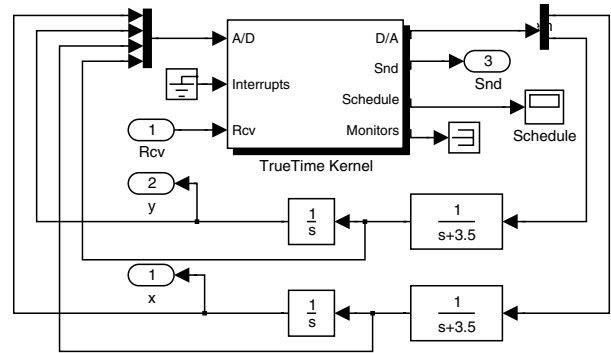 A/D
Interrupts
Rcv
D/A
Snd
Schedule
Monitors
TrueTime Kernel
1
Rcv
3
Snd
Schedule
2
y
1
s
1
s+3.5
1
x
1
s
1
s+3.5